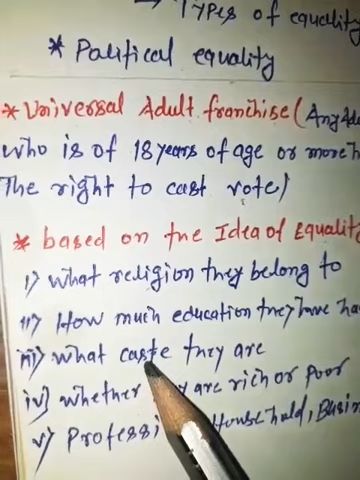 → Types of equality
* Political equality
* Universal Adult franchise (Any
who is of 18 years of age or more
The right to cast vote)
* based on the Idea of Equality
i) what religion they belong to
ii) How much education they have
iii) what caste they are
iv) whether are rich or poor
v) Household,